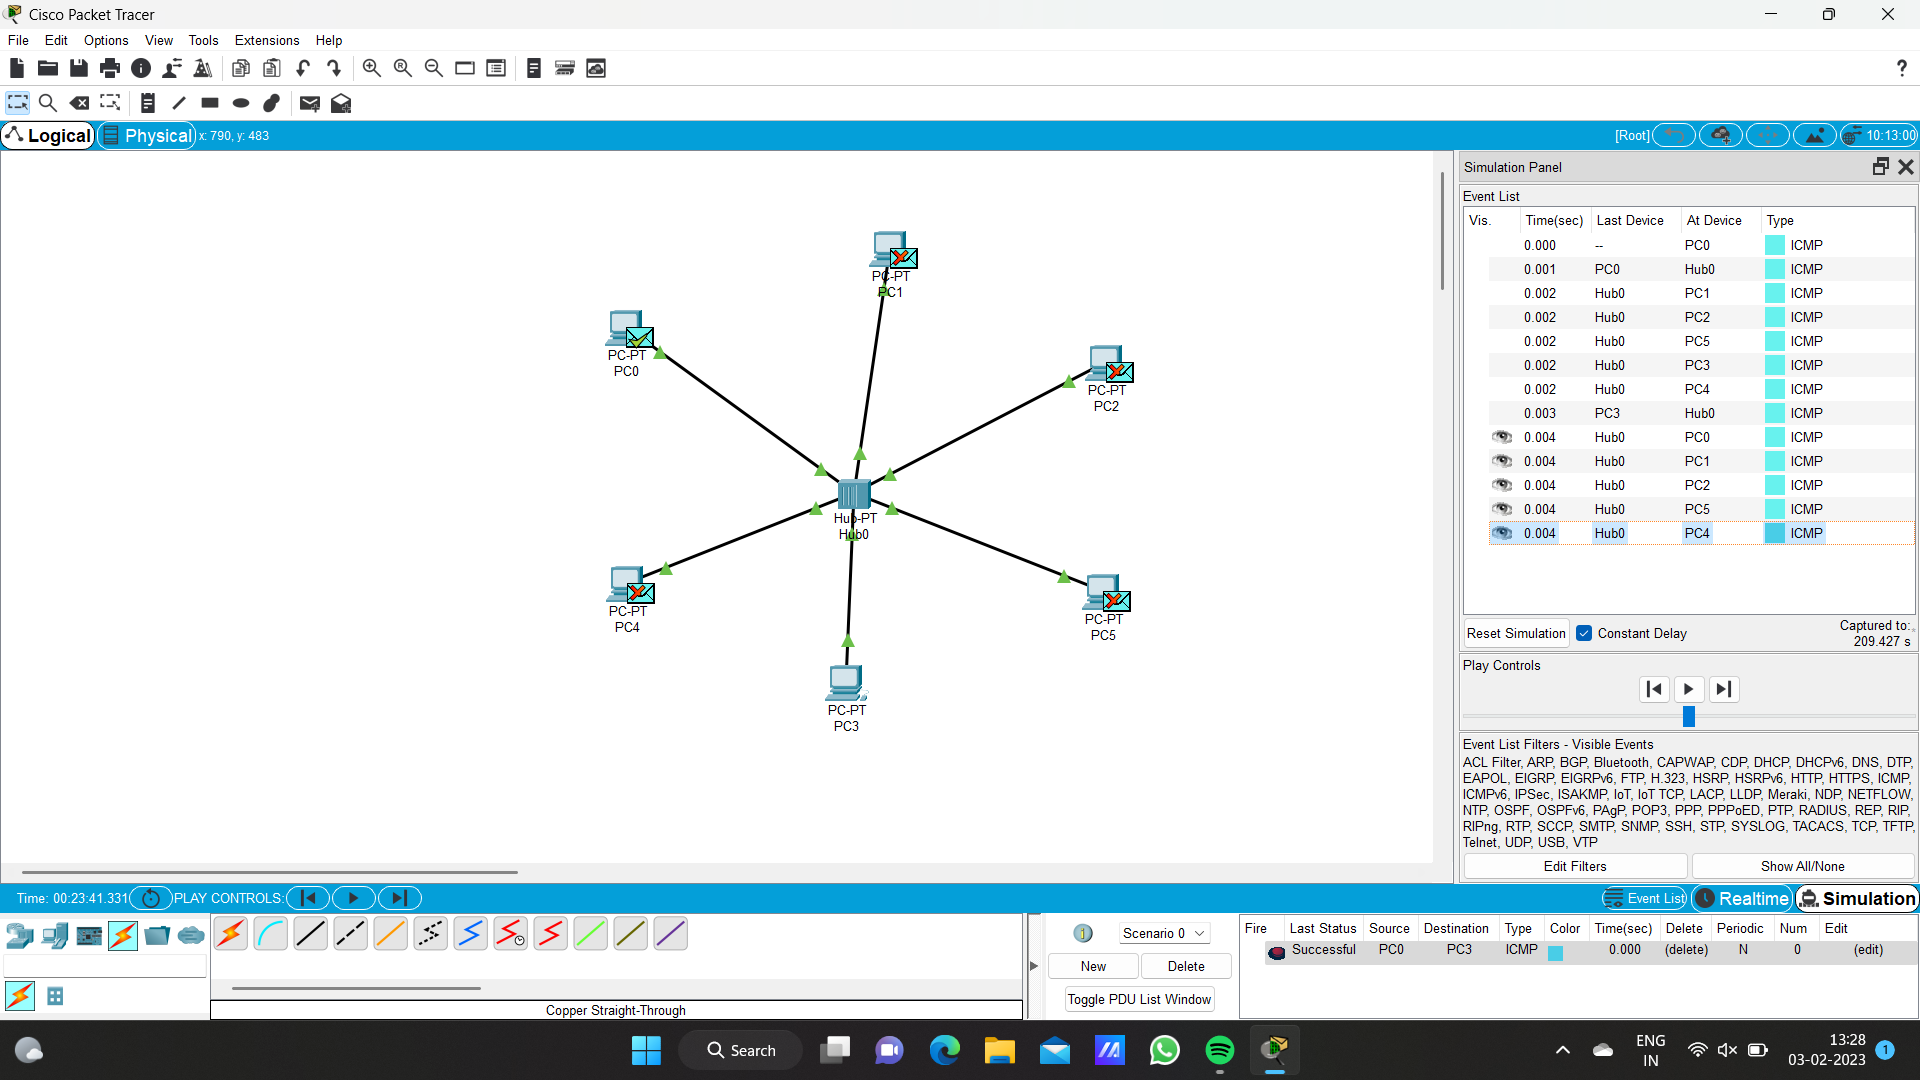 Cisco Packet Tracer
File Edit Options View Tools Extensions Help
?
Logical Physical x: 790, y: 483 [Root] 10:13:00
PC-PT
PC1
PC-PT
PC0
PC-PT
PC2
Hub-PT
Hub0
PC-PT
PC4
PC-PT
PC5
PC-PT
PC3
Simulation Panel
Event List
Vis. Time(sec) Last Device At Device Type
0.000 -- PC0 ICMP
0.001 PC0 Hub0 ICMP
0.002 Hub0 PC1 ICMP
0.002 Hub0 PC2 ICMP
0.002 Hub0 PC5 ICMP
0.002 Hub0 PC3 ICMP
0.002 Hub0 PC4 ICMP
0.003 PC3 Hub0 ICMP
0.004 Hub0 PC0 ICMP
0.004 Hub0 PC1 ICMP
0.004 Hub0 PC2 ICMP
0.004 Hub0 PC5 ICMP
0.004 Hub0 PC4 ICMP
Reset Simulation Constant Delay Captured to:
209.427 s
Play Controls
Event List Filters - Visible Events
ACL Filter, ARP, BGP, Bluetooth, CAPWAP, CDP, DHCP, DHCPv6, DNS, DTP,
EAPOL, EIGRP, EIGRPv6, FTP, H.323, HSRP, HSRPv6, HTTP, HTTPS, ICMP,
ICMPv6, IPSec, ISAKMP, IoT, IoT TCP, LACP, LLDP, Meraki, NDP, NETFLOW,
NTP, OSPF, OSPFv6, PAgP, POP3, PPP, PPPoED, PTP, RADIUS, REP, RIP,
RIPng, RTP, SCCP, SMTP, SNMP, SSH, STP, SYSLOG, TACACS, TCP, TFTP,
Telnet, UDP, USB, VTP
Edit Filters Show All/None
Time: 00:23:41.331 PLAY CONTROLS: Event List Realtime Simulation
Copper Straight-Through
1 Scenario 0
New Delete
Toggle PDU List Window
Fire Last Status Source Destination Type Color Time(sec) Delete Periodic Num Edit
Successful PC0 PC3 ICMP 0.000 (delete) N 0 (edit)
Search
ENG
IN
13:28
03-02-2023
1